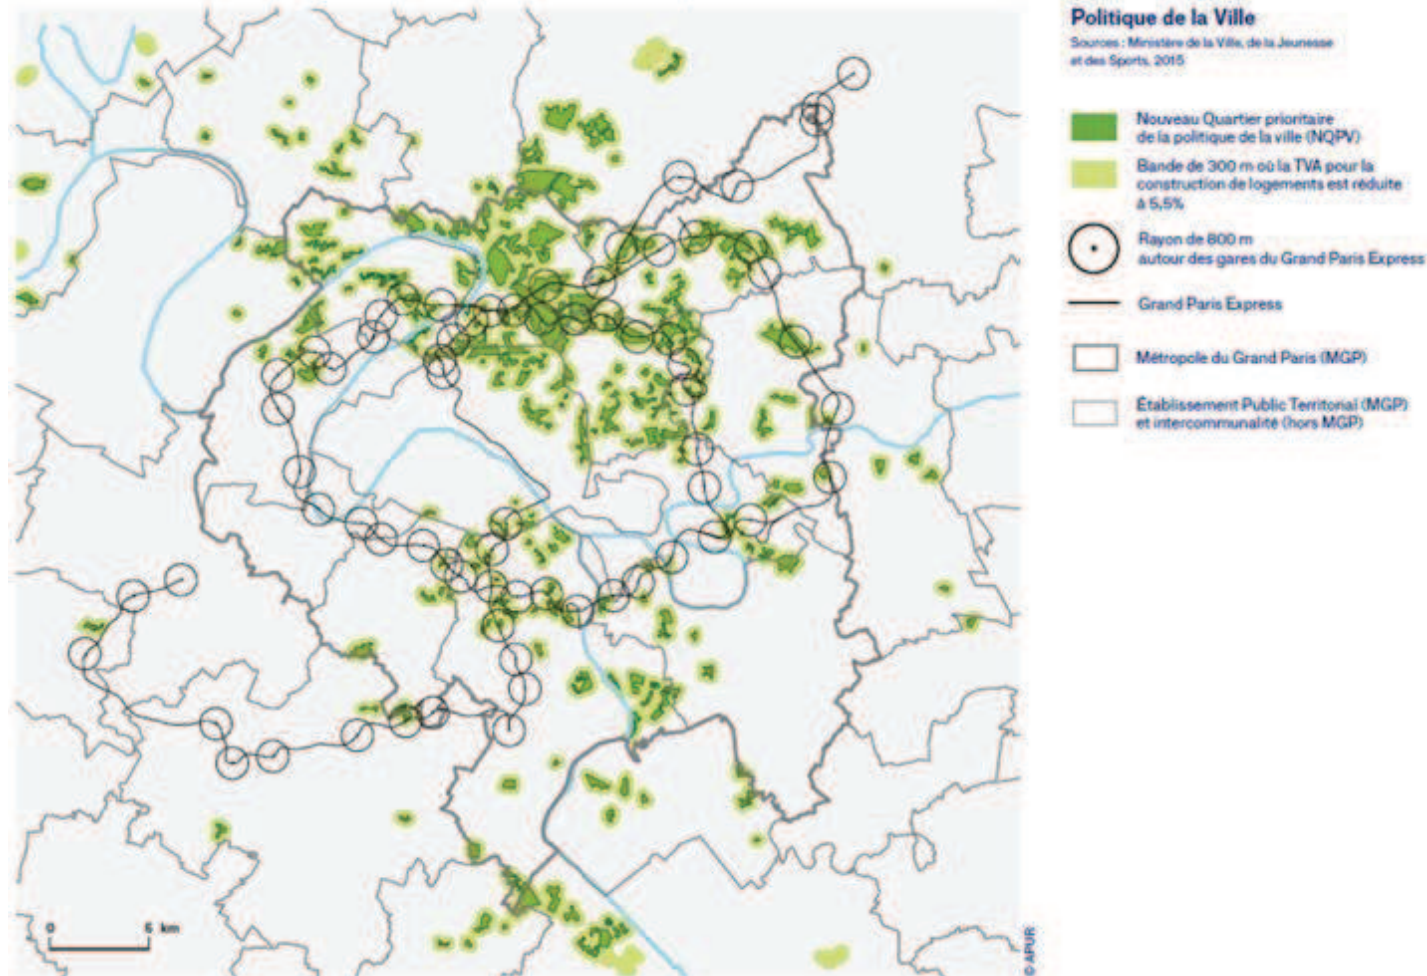 Politique de la Ville
Sources : Ministère de la Ville, de la Jeunesse
et des Sports, 2015
Nouveau Quartier prioritaire
de la politique de la ville (NQPV)
Bande de 300 m où la TVA pour la
construction de logements est réduite
à 5,5%
Rayon de 800 m
autour des gares du Grand Paris Express
Grand Paris Express
Métropole du Grand Paris (MGP)
Établissement Public Territorial (MGP)
et intercommunalité (hors MGP)
0 6 km
© APUR